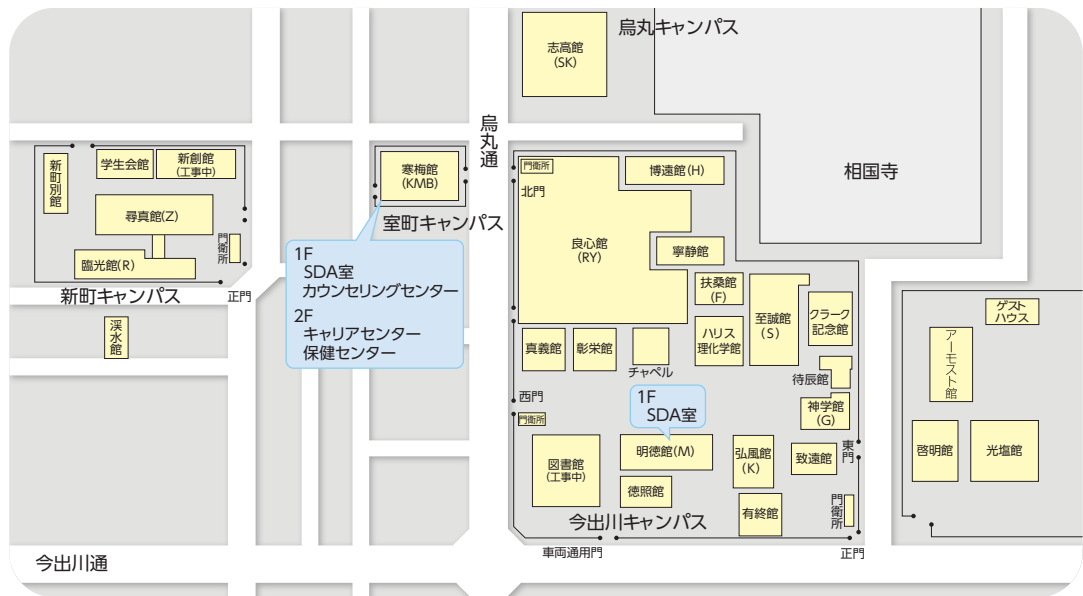 志高館
(SK)
烏丸キャンパス
烏丸通
相国寺
新町別館
学生会館
新創館
(工事中)
尋真館(Z)
臨光館(R)
門衛所
新町キャンパス
正門
渓水館
寒梅館
(KMB)
室町キャンパス
1F
SDA室
カウンセリングセンター
2F
キャリアセンター
保健センター
門衛所
北門
博遠館(H)
良心館
(RY)
寧静館
扶桑館
(F)
至誠館
(S)
クラーク
記念館
真義館
彰栄館
チャペル
ハリス
理化学館
待辰館
西門
門衛所
1F
SDA室
神学館
(G)
図書館
(工事中)
明徳館(M)
弘風館
(K)
致遠館
東門
徳照館
有終館
門衛所
今出川キャンパス
車両通用門
正門
ゲスト
ハウス
アーモスト館
啓明館
光塩館
今出川通